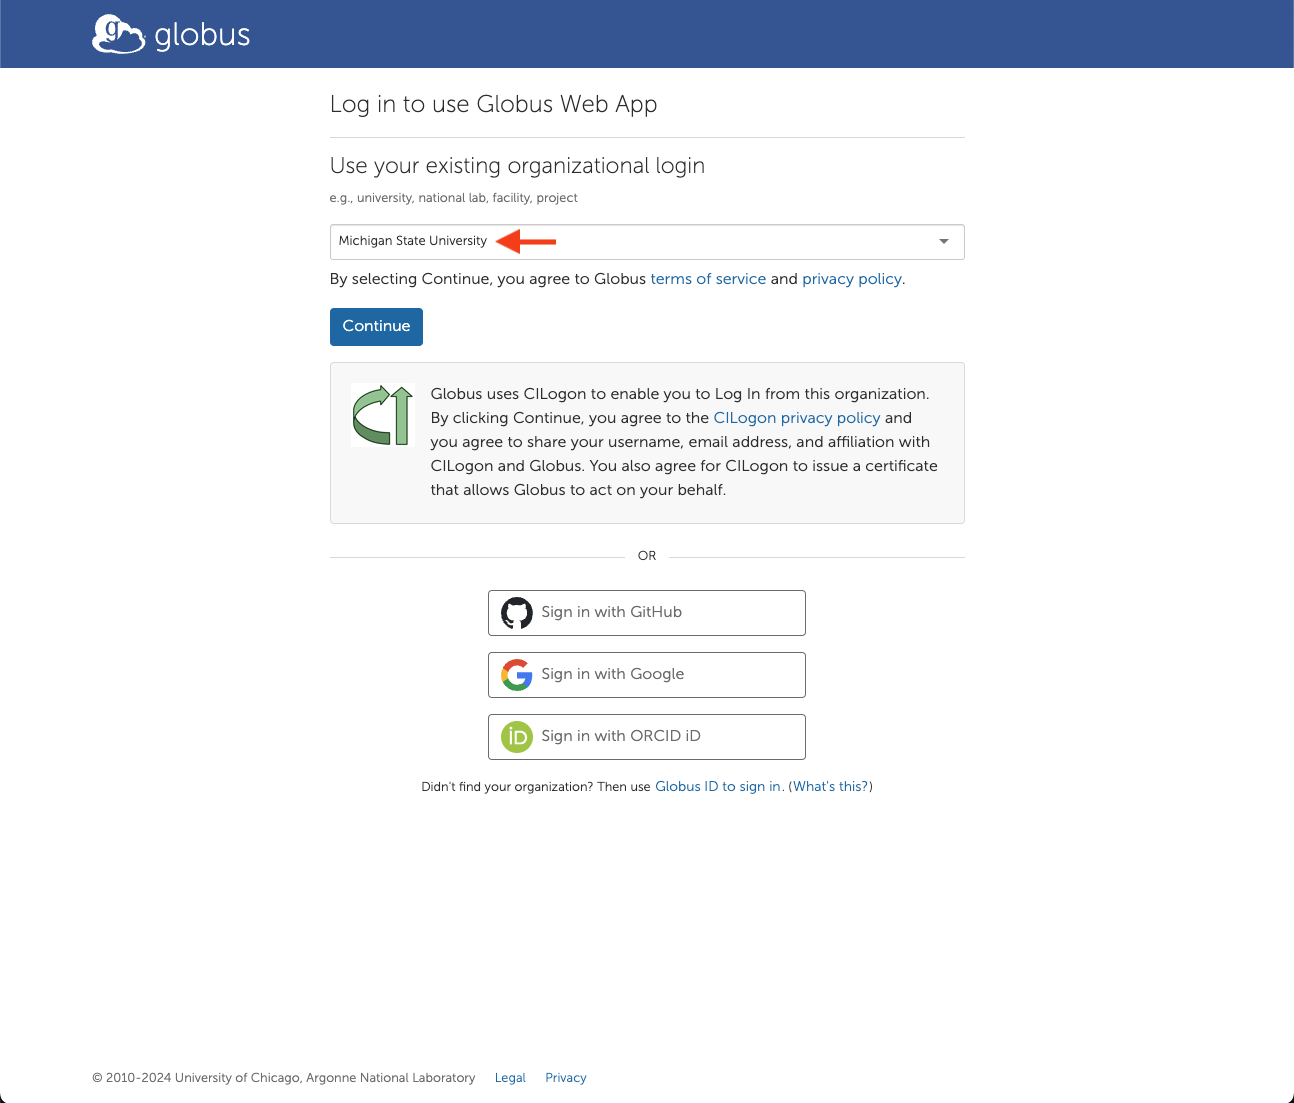 globus
Log in to use Globus Web App
Use your existing organizational login
e.g., university, national lab, facility, project
Michigan State University
By selecting Continue, you agree to Globus terms of service and privacy policy.
Continue
Globus uses CILogon to enable you to Log In from this organization.
By clicking Continue, you agree to the CILogon privacy policy and
you agree to share your username, email address, and affiliation with
CILogon and Globus. You also agree for CILogon to issue a certificate
that allows Globus to act on your behalf.
OR
Sign in with GitHub
Sign in with Google
iD Sign in with ORCID iD
Didn't find your organization? Then use Globus ID to sign in. (What's this?)
© 2010-2024 University of Chicago, Argonne National Laboratory Legal Privacy